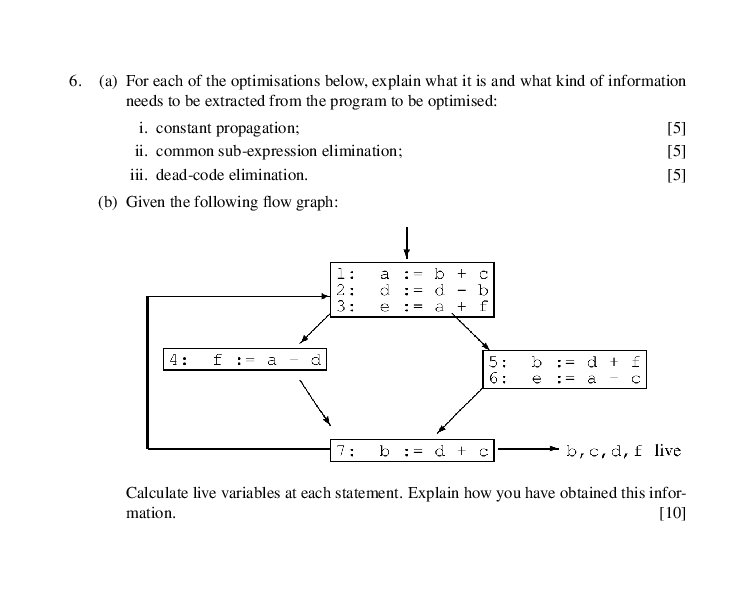 6. (a) For each of the optimisations below, explain what it is and what kind of information
needs to be extracted from the program to be optimised:
i. constant propagation; [5]
ii. common sub-expression elimination; [5]
iii. dead-code elimination. [5]
(b) Given the following flow graph:
1: a := b + c
2: d := d - b
3: e := a + f
4: f := a - d
5: b := d + f
6: e := a - c
7: b := d + c
b,c,d,f live
Calculate live variables at each statement. Explain how you have obtained this infor-
mation. [10]